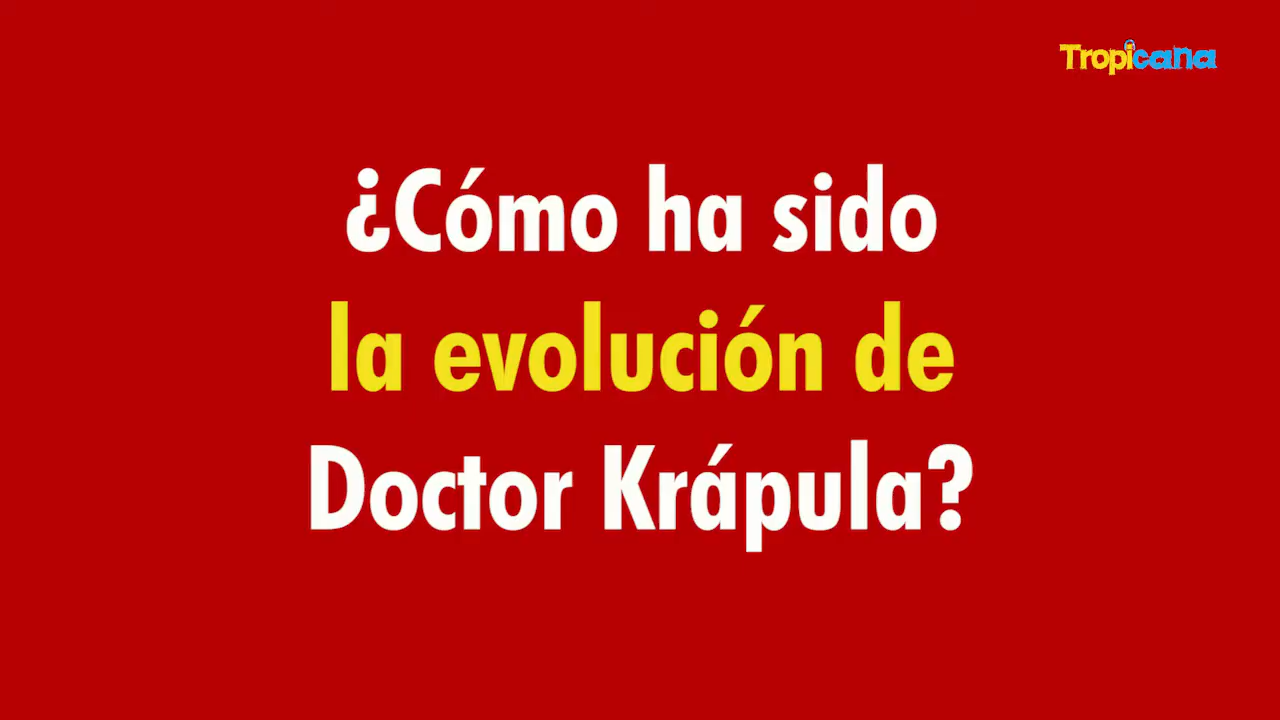 Tropicana
¿Cómo ha sido
la evolución de
Doctor Krápula?